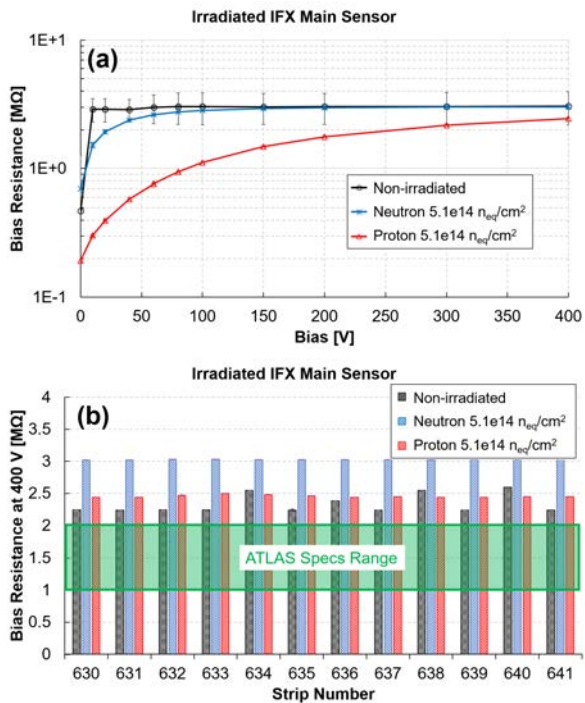 Irradiated IFX Main Sensor
(a)
Bias Resistance [MΩ]
1E+1
1E+0
1E-1
Non-irradiated
Neutron 5.1e14 n_eq/cm²
Proton 5.1e14 n_eq/cm²
0 50 100 150 200 250 300 350 400
Bias [V]
Irradiated IFX Main Sensor
(b)
Bias Resistance at 400 V [MΩ]
4
3.5
3
2.5
2
1.5
1
0.5
0
Non-irradiated
Neutron 5.1e14 n_eq/cm²
Proton 5.1e14 n_eq/cm²
ATLAS Specs Range
630 631 632 633 634 635 636 637 638 639 640 641
Strip Number